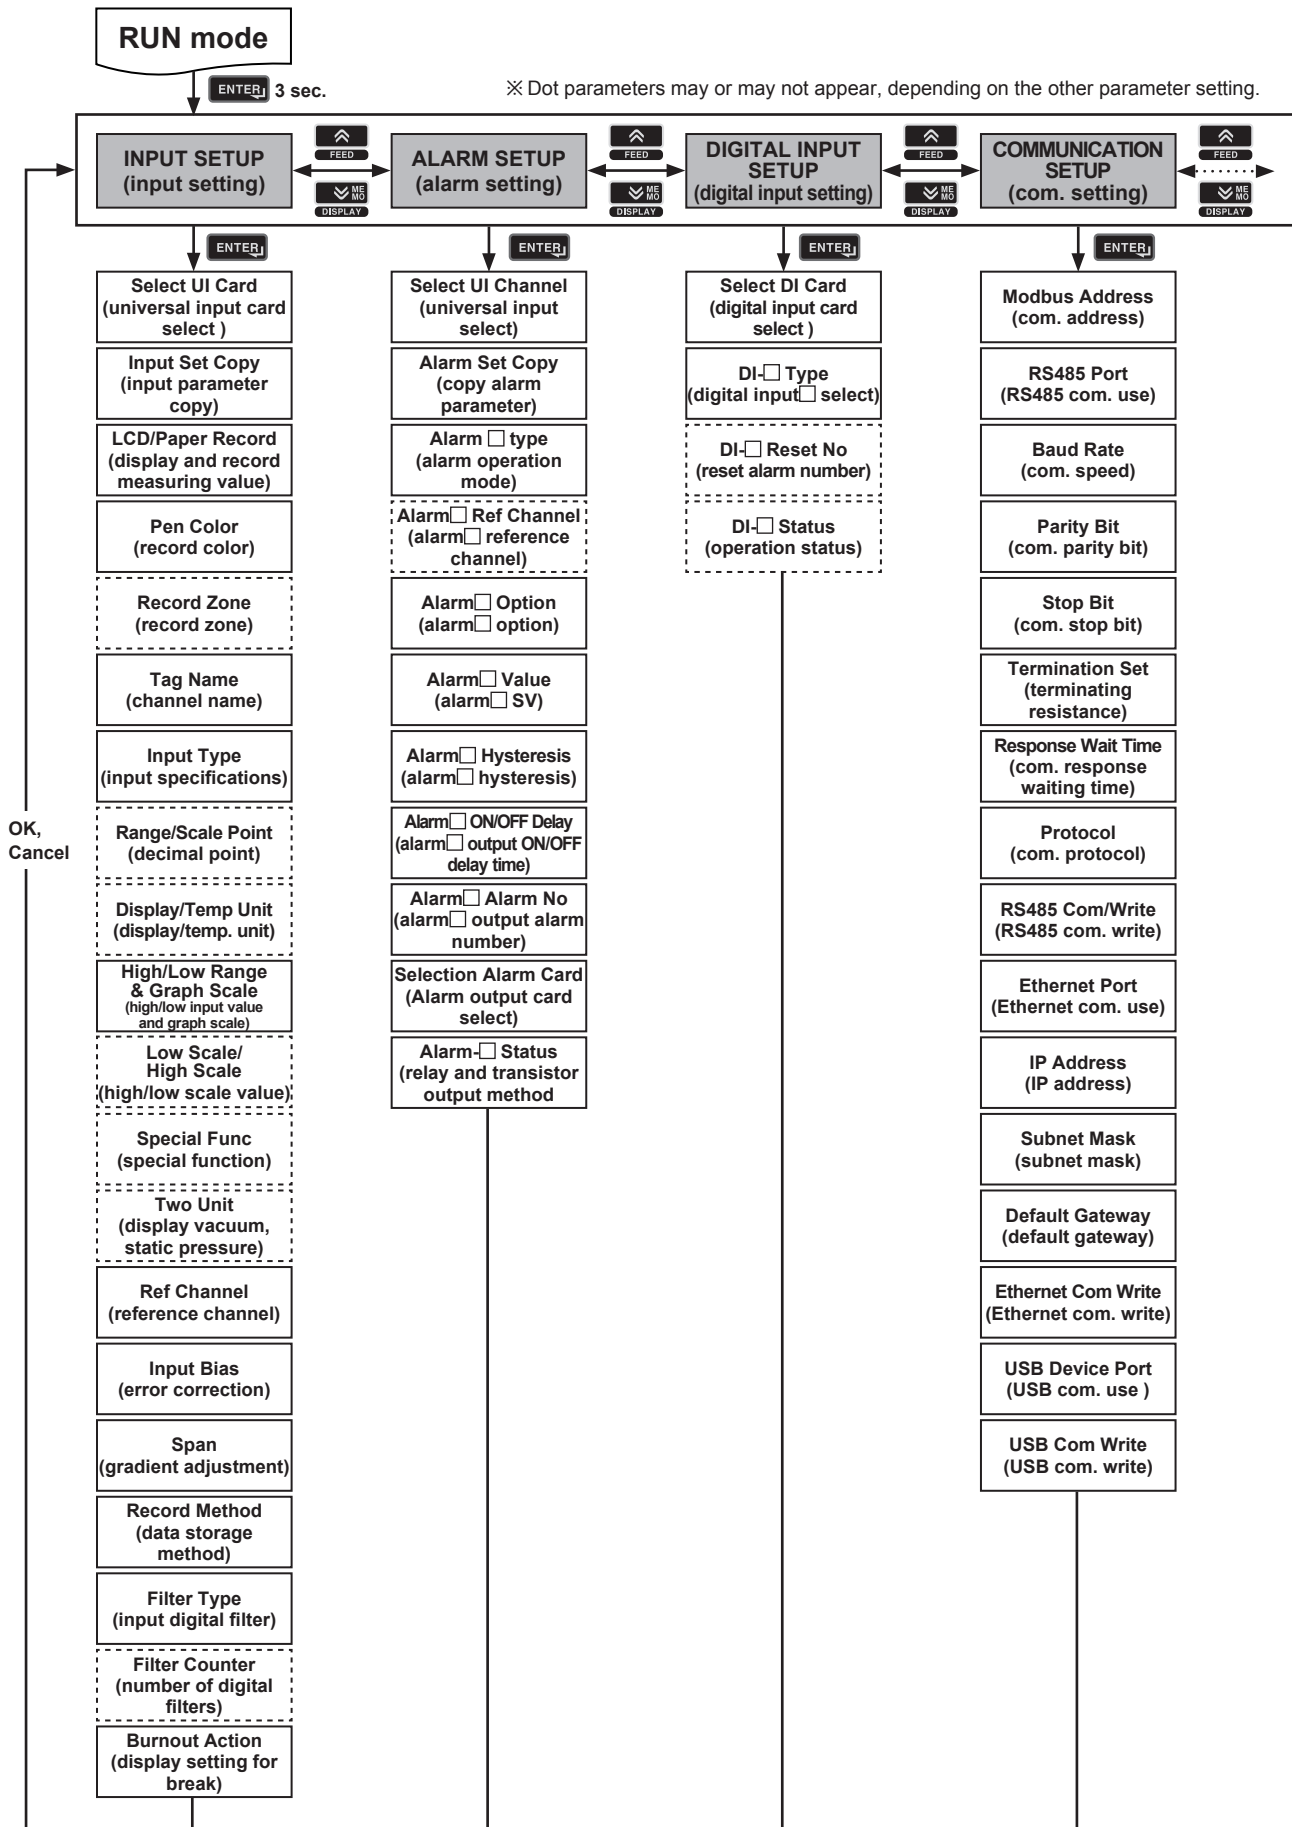 RUN mode
ENTER 3 sec.
※ Dot parameters may or may not appear, depending on the other parameter setting.
INPUT SETUP
(input setting)
FEED
MEMO
DISPLAY
ALARM SETUP
(alarm setting)
FEED
MEMO
DISPLAY
DIGITAL INPUT
SETUP
(digital input setting)
FEED
MEMO
DISPLAY
COMMUNICATION
SETUP
(com. setting)
FEED
MEMO
DISPLAY
OK,
Cancel
ENTER
Select UI Card
(universal input card
select )
Input Set Copy
(input parameter
copy)
LCD/Paper Record
(display and record
measuring value)
Pen Color
(record color)
Record Zone
(record zone)
Tag Name
(channel name)
Input Type
(input specifications)
Range/Scale Point
(decimal point)
Display/Temp Unit
(display/temp. unit)
High/Low Range
& Graph Scale
(high/low input value
and graph scale)
Low Scale/
High Scale
(high/low scale value)
Special Func
(special function)
Two Unit
(display vacuum,
static pressure)
Ref Channel
(reference channel)
Input Bias
(error correction)
Span
(gradient adjustment)
Record Method
(data storage
method)
Filter Type
(input digital filter)
Filter Counter
(number of digital
filters)
Burnout Action
(display setting for
break)
ENTER
Select UI Channel
(universal input
select)
Alarm Set Copy
(copy alarm
parameter)
Alarm □ type
(alarm operation
mode)
Alarm□ Ref Channel
(alarm□ reference
channel)
Alarm□ Option
(alarm□ option)
Alarm□ Value
(alarm□ SV)
Alarm□ Hysteresis
(alarm□ hysteresis)
Alarm□ ON/OFF Delay
(alarm□ output ON/OFF
delay time)
Alarm□ Alarm No
(alarm□ output alarm
number)
Selection Alarm Card
(Alarm output card
select)
Alarm-□ Status
(relay and transistor
output method
ENTER
Select DI Card
(digital input card
select )
DI-□ Type
(digital input□ select)
DI-□ Reset No
(reset alarm number)
DI-□ Status
(operation status)
ENTER
Modbus Address
(com. address)
RS485 Port
(RS485 com. use)
Baud Rate
(com. speed)
Parity Bit
(com. parity bit)
Stop Bit
(com. stop bit)
Termination Set
(terminating
resistance)
Response Wait Time
(com. response
waiting time)
Protocol
(com. protocol)
RS485 Com/Write
(RS485 com. write)
Ethernet Port
(Ethernet com. use)
IP Address
(IP address)
Subnet Mask
(subnet mask)
Default Gateway
(default gateway)
Ethernet Com Write
(Ethernet com. write)
USB Device Port
(USB com. use )
USB Com Write
(USB com. write)